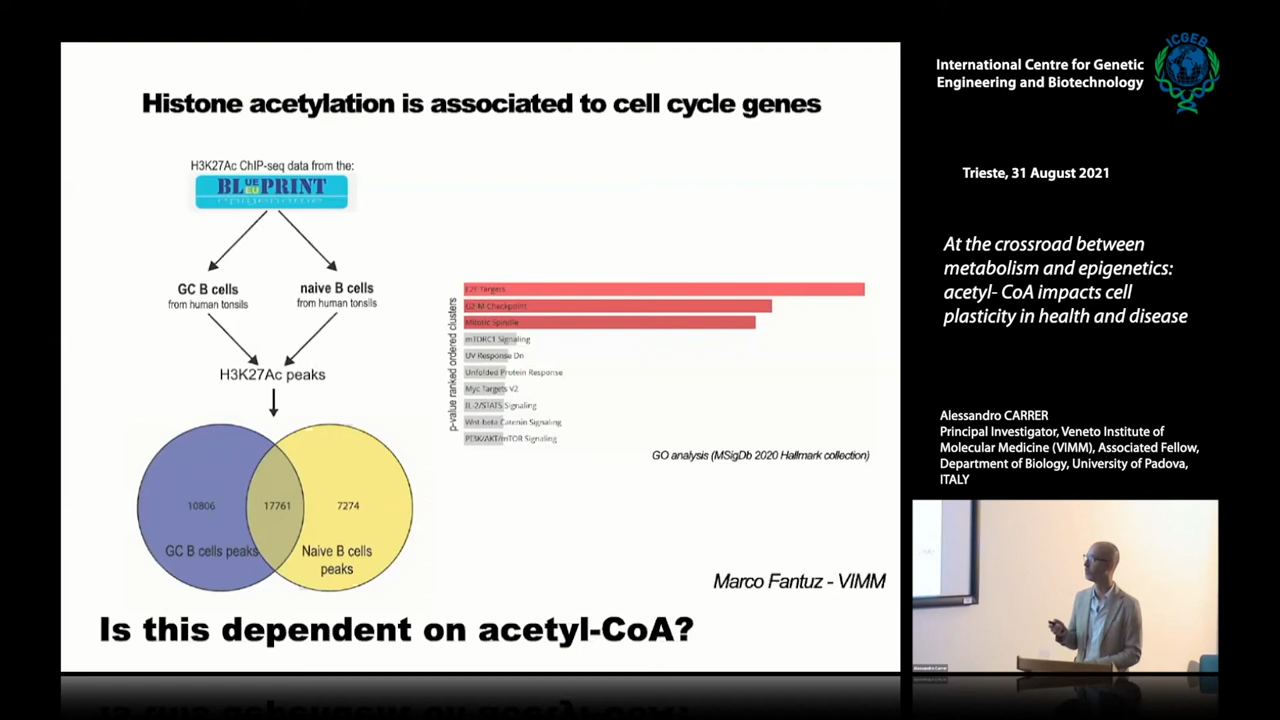 Histone acetylation is associated to cell cycle genes
H3K27Ac ChIP-seq data from the:
BLUEPRINT
epigenome
GC B cells
from human tonsils
naive B cells
from human tonsils
H3K27Ac peaks
10806
17761
7274
GC B cells peaks
Naive B cells
peaks
p-value ranked ordered clusters
E2F Targets
G2-M Checkpoint
Mitotic Spindle
mTORC1 Signaling
UV Response Dn
Unfolded Protein Response
Myc Targets V2
IL-2/STAT5 Signaling
Wnt-beta Catenin Signaling
PI3K/AKT/mTOR Signaling
GO analysis (MSigDb 2020 Hallmark collection)
Marco Fantuz - VIMM
Is this dependent on acetyl-CoA?
International Centre for Genetic
Engineering and Biotechnology
ICGEB
Trieste, 31 August 2021
At the crossroad between
metabolism and epigenetics:
acetyl- CoA impacts cell
plasticity in health and disease
Alessandro CARRER
Principal Investigator, Veneto Institute of
Molecular Medicine (VIMM), Associated Fellow,
Department of Biology, University of Padova,
ITALY
Alessandro Carrer